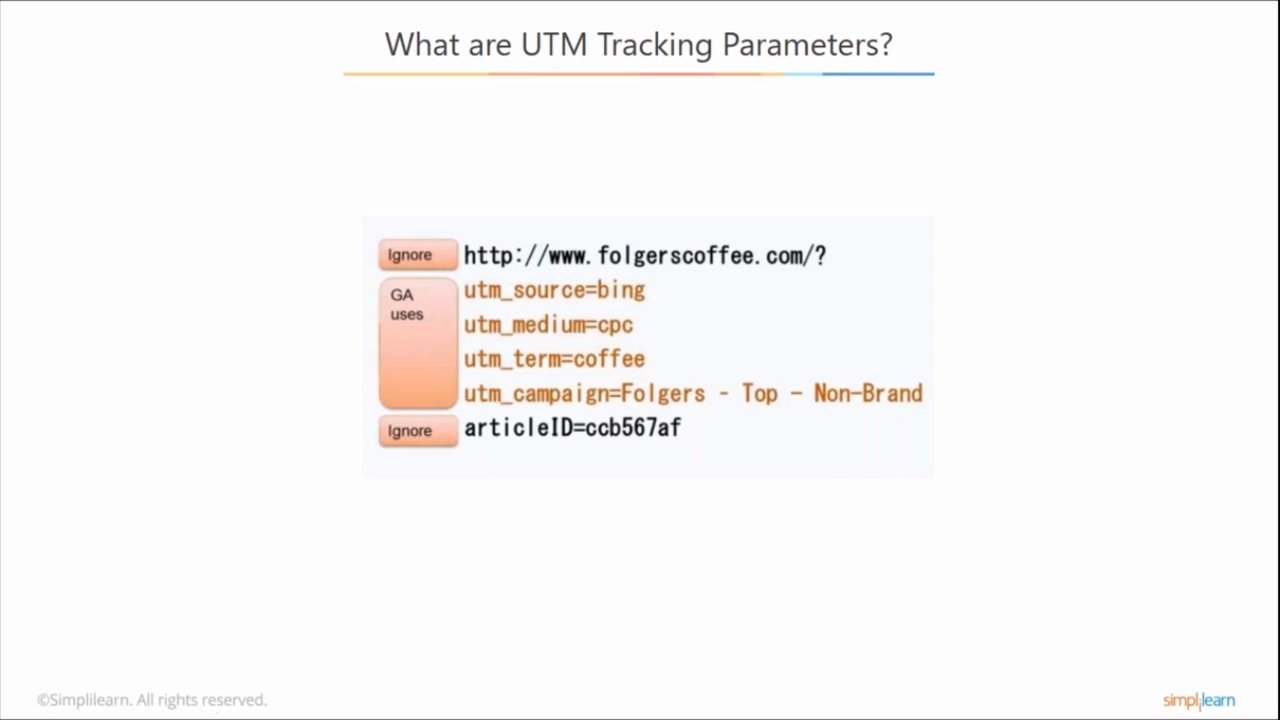 What are UTM Tracking Parameters?
Ignore http://www.folgerscoffee.com/?
GA uses
utm_source=bing
utm_medium=cpc
utm_term=coffee
utm_campaign=Folgers - Top - Non-Brand
Ignore articleID=ccb567af
©Simplilearn. All rights reserved.
simplilearn